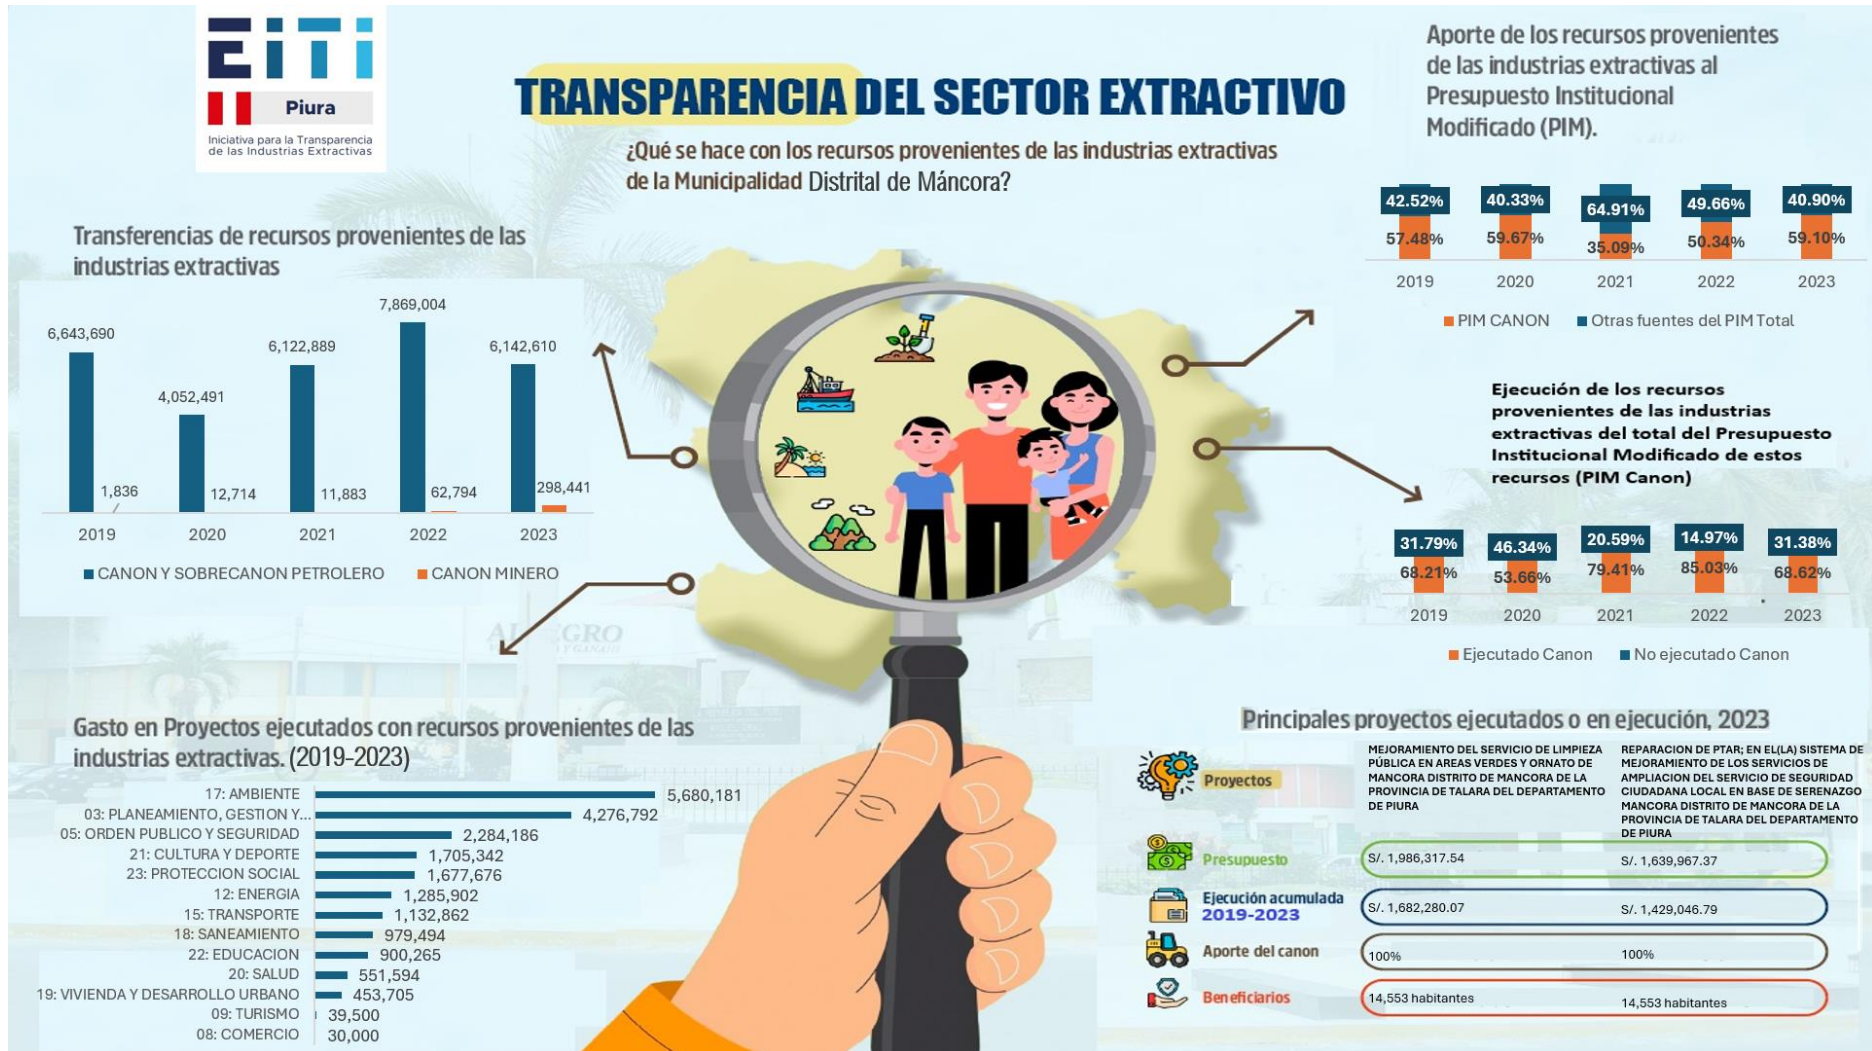 EITI
Piura
Iniciativa para la Transparencia
de las Industrias Extractivas
TRANSPARENCIA DEL SECTOR EXTRACTIVO
¿Qué se hace con los recursos provenientes de las industrias extractivas
de la Municipalidad Distrital de Máncora?
Transferencias de recursos provenientes de las
industrias extractivas
6,643,690
4,052,491
6,122,889
7,869,004
6,142,610
1,836
12,714
11,883
62,794
298,441
2019 2020 2021 2022 2023
CANON Y SOBRECANON PETROLERO CANON MINERO
Aporte de los recursos provenientes
de las industrias extractivas al
Presupuesto Institucional
Modificado (PIM).
42.52% 40.33% 64.91% 49.66% 40.90%
57.48% 59.67% 35.09% 50.34% 59.10%
2019 2020 2021 2022 2023
PIM CANON Otras fuentes del PIM Total
Ejecución de los recursos
provenientes de las industrias
extractivas del total del Presupuesto
Institucional Modificado de estos
recursos (PIM Canon)
31.79% 46.34% 20.59% 14.97% 31.38%
68.21% 53.66% 79.41% 85.03% 68.62%
2019 2020 2021 2022 2023
Ejecutado Canon No ejecutado Canon
Gasto en Proyectos ejecutados con recursos provenientes de las
industrias extractivas. (2019-2023)
17: AMBIENTE 5,680,181
03: PLANEAMIENTO, GESTION Y... 4,276,792
05: ORDEN PUBLICO Y SEGURIDAD 2,284,186
21: CULTURA Y DEPORTE 1,705,342
23: PROTECCION SOCIAL 1,677,676
12: ENERGIA 1,285,902
15: TRANSPORTE 1,132,862
18: SANEAMIENTO 979,494
22: EDUCACION 900,265
20: SALUD 551,594
19: VIVIENDA Y DESARROLLO URBANO 453,705
09: TURISMO 39,500
08: COMERCIO 30,000
Principales proyectos ejecutados o en ejecución, 2023
Proyectos
MEJORAMIENTO DEL SERVICIO DE LIMPIEZA
PÚBLICA EN AREAS VERDES Y ORNATO DE
MANCORA DISTRITO DE MANCORA DE LA
PROVINCIA DE TALARA DEL DEPARTAMENTO
DE PIURA
REPARACION DE PTAR; EN EL(LA) SISTEMA DE
MEJORAMIENTO DE LOS SERVICIOS DE
AMPLIACION DEL SERVICIO DE SEGURIDAD
CIUDADANA LOCAL EN BASE DE SERENAZGO
MANCORA DISTRITO DE MANCORA DE LA
PROVINCIA DE TALARA DEL DEPARTAMENTO
DE PIURA
Presupuesto S/. 1,986,317.54 S/. 1,639,967.37
Ejecución acumulada
2019-2023
S/. 1,682,280.07 S/. 1,429,046.79
Aporte del canon 100% 100%
Beneficiarios 14,553 habitantes 14,553 habitantes